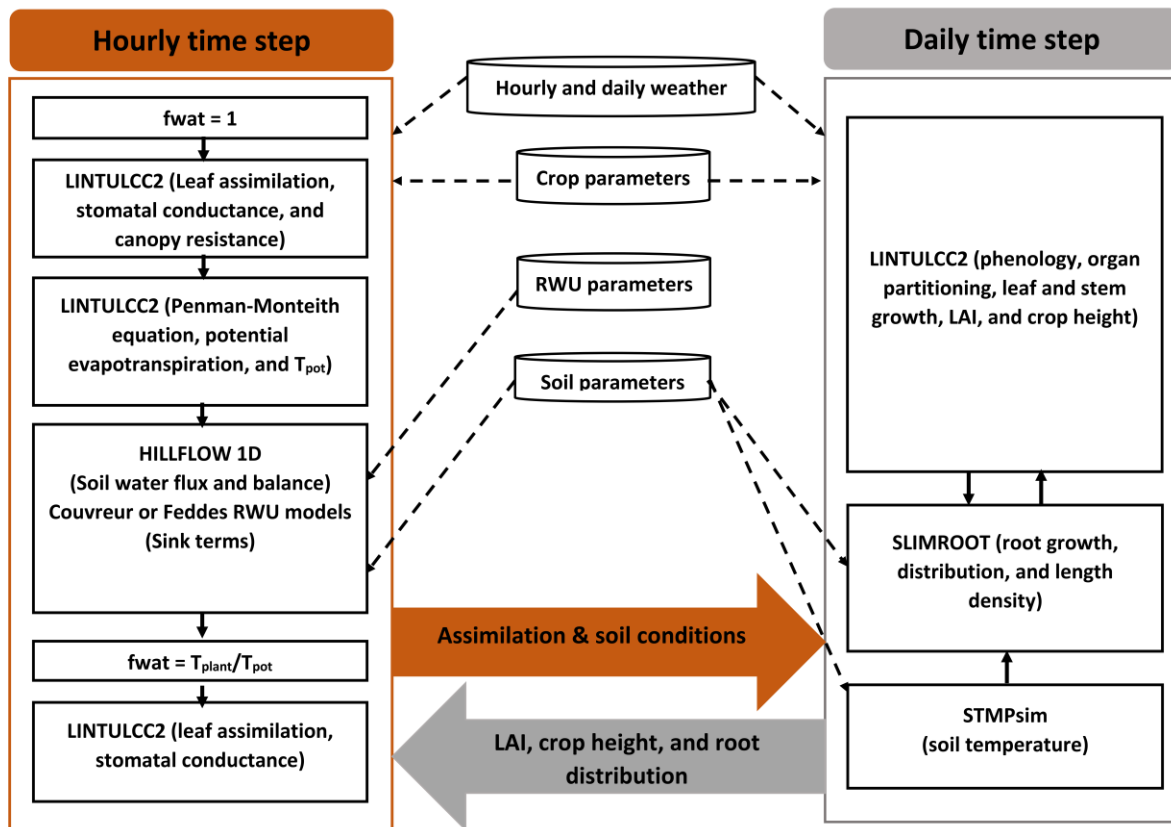 Hourly time step
fwat = 1
LINTULCC2 (Leaf assimilation,
stomatal conductance, and
canopy resistance)
LINTULCC2 (Penman-Monteith
equation, potential
evapotranspiration, and Tpot)
HILLFLOW 1D
(Soil water flux and balance)
Couvreur or Feddes RWU models
(Sink terms)
fwat = Tplant/Tpot
LINTULCC2 (leaf assimilation,
stomatal conductance)
Hourly and daily weather
Crop parameters
RWU parameters
Soil parameters
Assimilation & soil conditions
LAI, crop height, and root
distribution
Daily time step
LINTULCC2 (phenology, organ
partitioning, leaf and stem
growth, LAI, and crop height)
SLIMROOT (root growth,
distribution, and length
density)
STMPsim
(soil temperature)